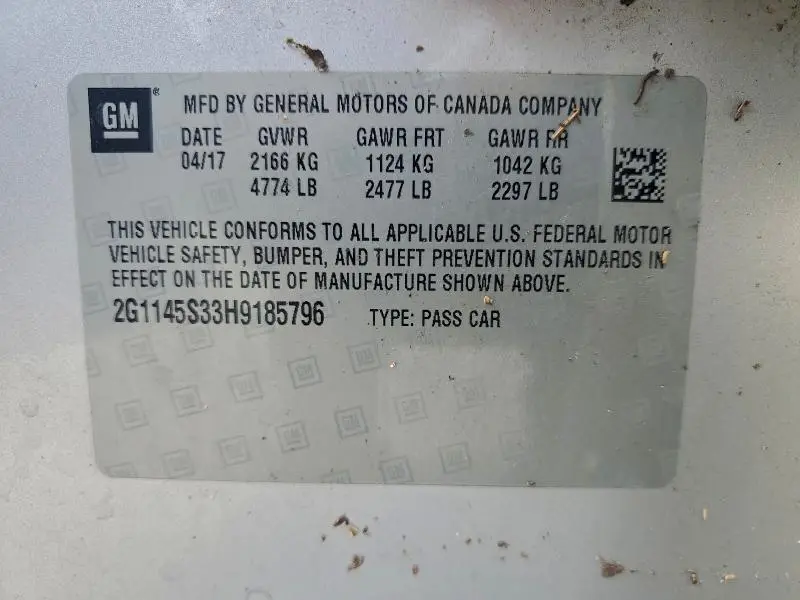 GM®
MFD BY GENERAL MOTORS OF CANADA COMPANY
DATE GVWR GAWR FRT GAWR RR
04/17 2166 KG 1124 KG 1042 KG
4774 LB 2477 LB 2297 LB
THIS VEHICLE CONFORMS TO ALL APPLICABLE U.S. FEDERAL MOTOR
VEHICLE SAFETY, BUMPER, AND THEFT PREVENTION STANDARDS IN
EFFECT ON THE DATE OF MANUFACTURE SHOWN ABOVE.
2G1145S33H9185796 TYPE: PASS CAR